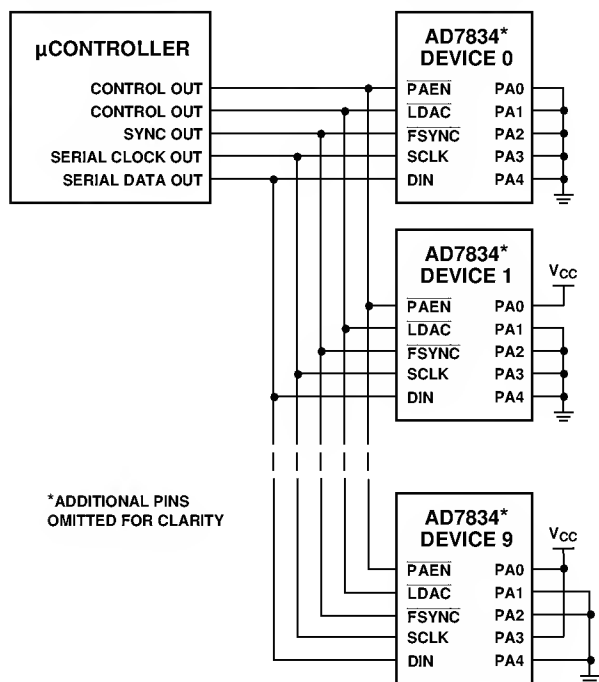 µCONTROLLER
CONTROL OUT
CONTROL OUT
SYNC OUT
SERIAL CLOCK OUT
SERIAL DATA OUT
AD7834*
DEVICE 0
PAEN PA0
LDAC PA1
FSYNC PA2
SCLK PA3
DIN PA4
AD7834*
DEVICE 1
VCC
PAEN PA0
LDAC PA1
FSYNC PA2
SCLK PA3
DIN PA4
*ADDITIONAL PINS
OMITTED FOR CLARITY
AD7834*
DEVICE 9
VCC
PAEN PA0
LDAC PA1
FSYNC PA2
SCLK PA3
DIN PA4